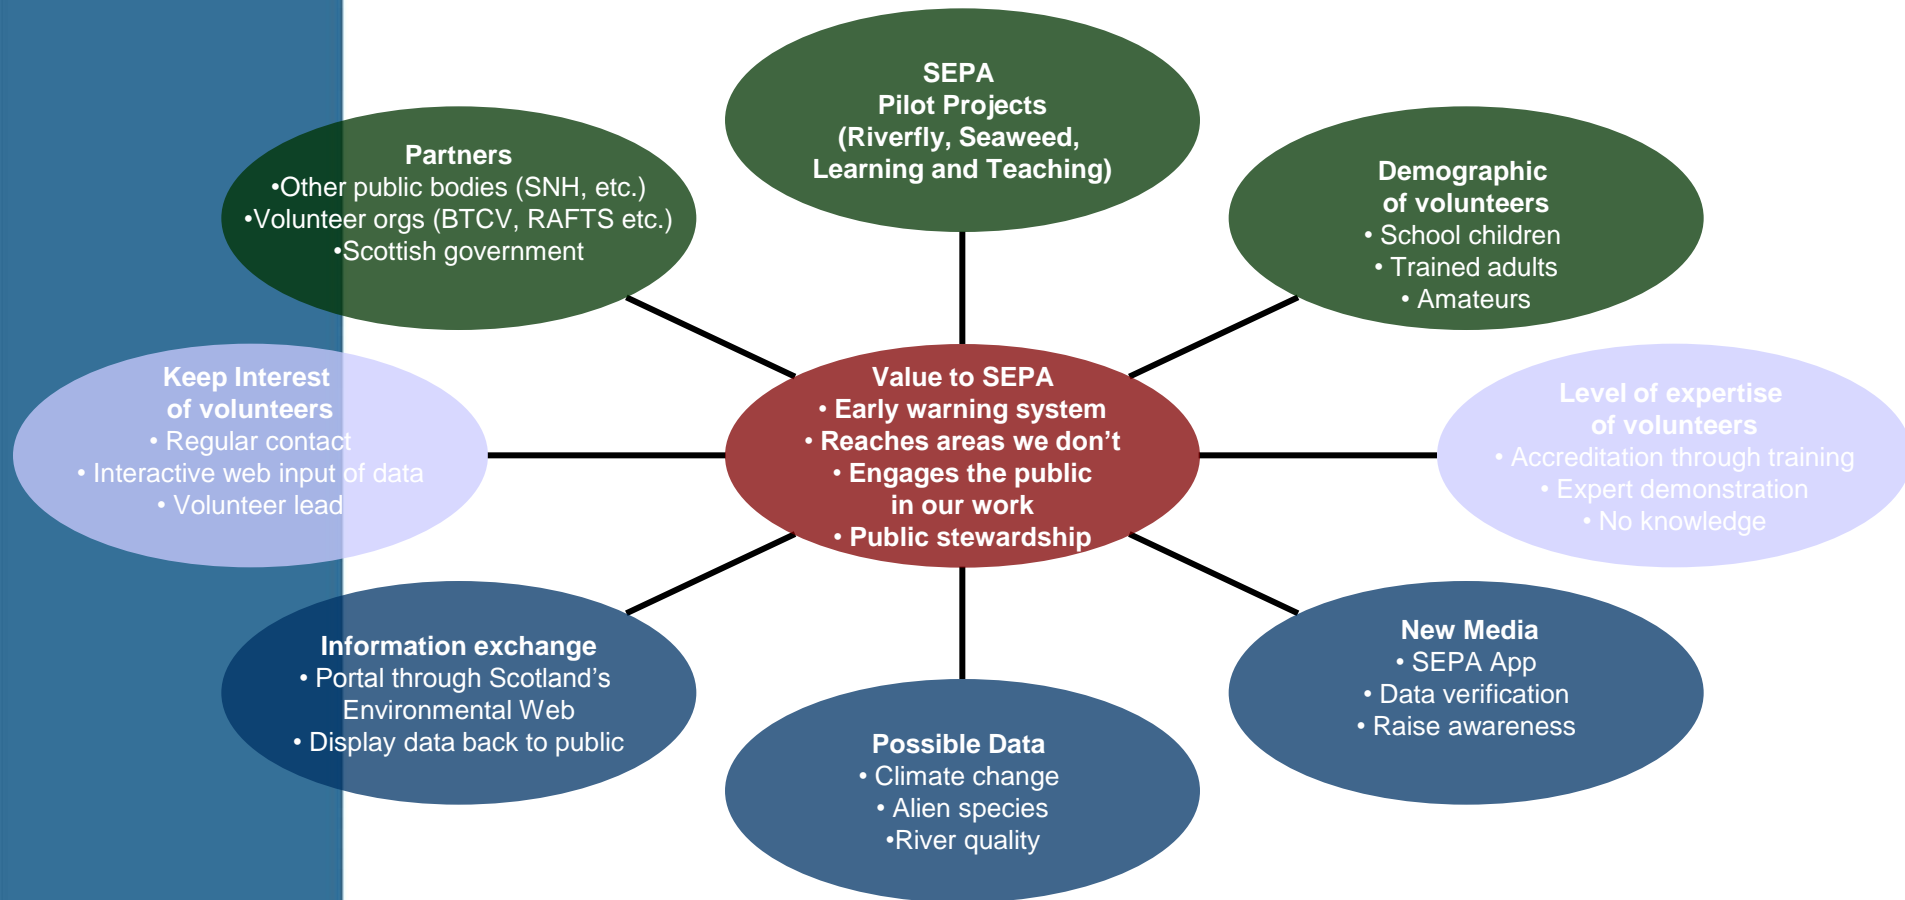 SEPA
Pilot Projects
(Riverfly, Seaweed,
Learning and Teaching)
Partners
•Other public bodies (SNH, etc.)
•Volunteer orgs (BTCV, RAFTS etc.)
•Scottish government
Demographic
of volunteers
• School children
• Trained adults
• Amateurs
Keep Interest
of volunteers
• Regular contact
• Interactive web input of data
• Volunteer lead
Value to SEPA
• Early warning system
• Reaches areas we don’t
• Engages the public
in our work
• Public stewardship
Level of expertise
of volunteers
• Accreditation through training
• Expert demonstration
• No knowledge
Information exchange
• Portal through Scotland’s
Environmental Web
• Display data back to public
Possible Data
• Climate change
• Alien species
•River quality
New Media
• SEPA App
• Data verification
• Raise awareness